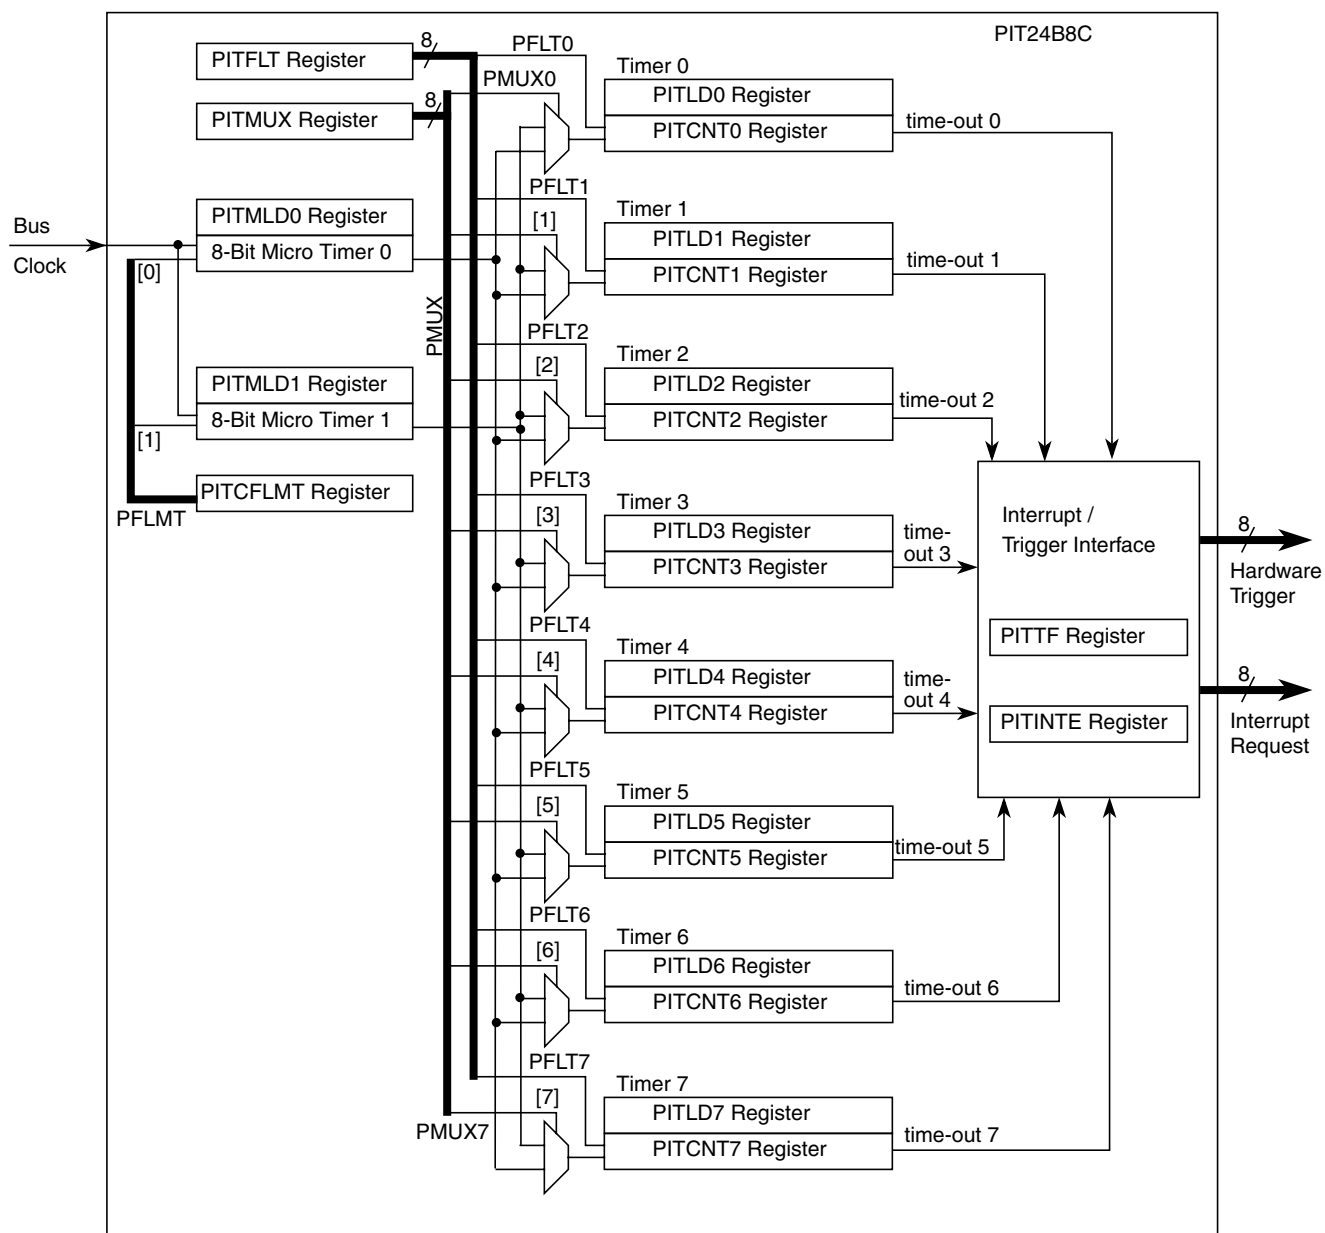 PIT24B8C
8
PFLT0
PITFLT Register
Timer 0
PMUX0
8
PITLD0 Register
PITMUX Register
PITCNT0 Register
time-out 0
PFLT1
Timer 1
Bus
Clock
PITMLD0 Register
[1]
PITLD1 Register
8-Bit Micro Timer 0
[0]
PITCNT1 Register
time-out 1
PMUX
PFLT2
Timer 2
[2]
PITMLD1 Register
PITLD2 Register
time-out 2
8-Bit Micro Timer 1
[1]
PITCNT2 Register
PFLT3
PITCFLMT Register
PFLMT
Timer 3
[3]
PITLD3 Register
time-
out 3
PITCNT3 Register
Interrupt /
Trigger Interface
8
Hardware
Trigger
PFLT4
Timer 4
PITTF Register
[4]
PITLD4 Register
time-
out 4
PITCNT4 Register
PITINTE Register
8
Interrupt
Request
PFLT5
Timer 5
[5]
PITLD5 Register
time-out 5
PITCNT5 Register
PFLT6
Timer 6
[6]
PITLD6 Register
time-out 6
PITCNT6 Register
PFLT7
Timer 7
[7]
PITLD7 Register
PMUX7
time-out 7
PITCNT7 Register